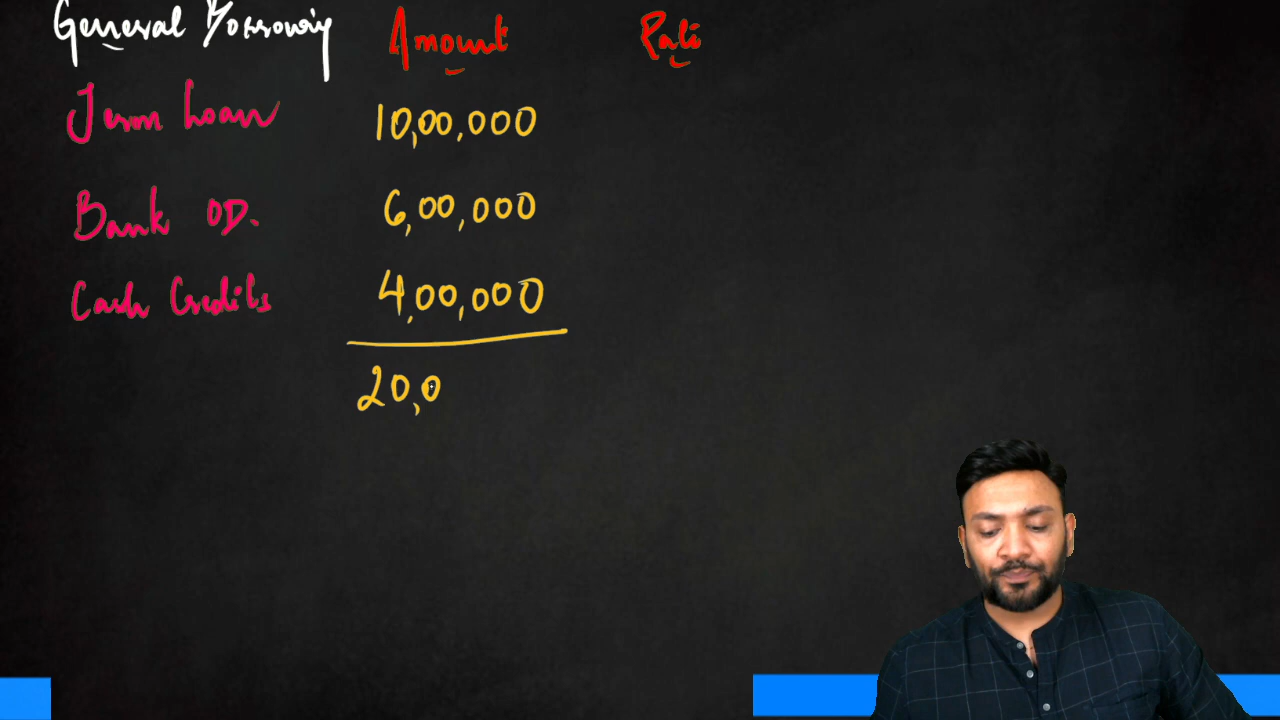 General Borrowing Amount Rate
Term Loan 10,00,000
Bank OD. 6,00,000
Cash Credits 4,00,000
20,0